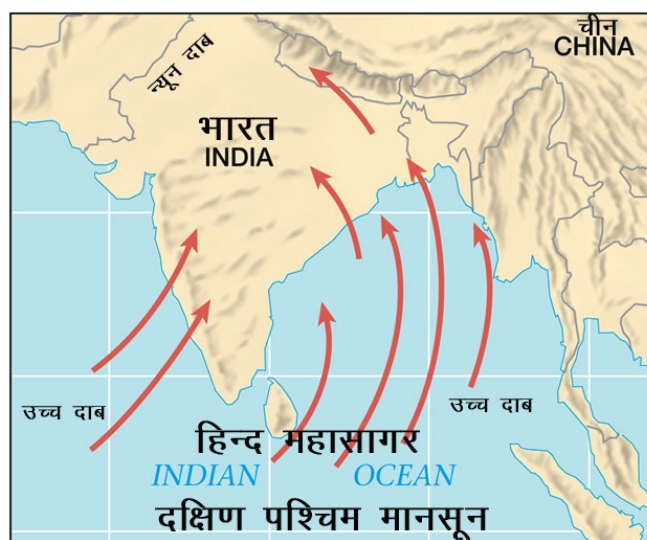 चीन
CHINA
न्यून दाब
भारत
INDIA
उच्च दाब
उच्च दाब
हिन्द महासागर
INDIAN OCEAN
दक्षिण पश्चिम मानसून